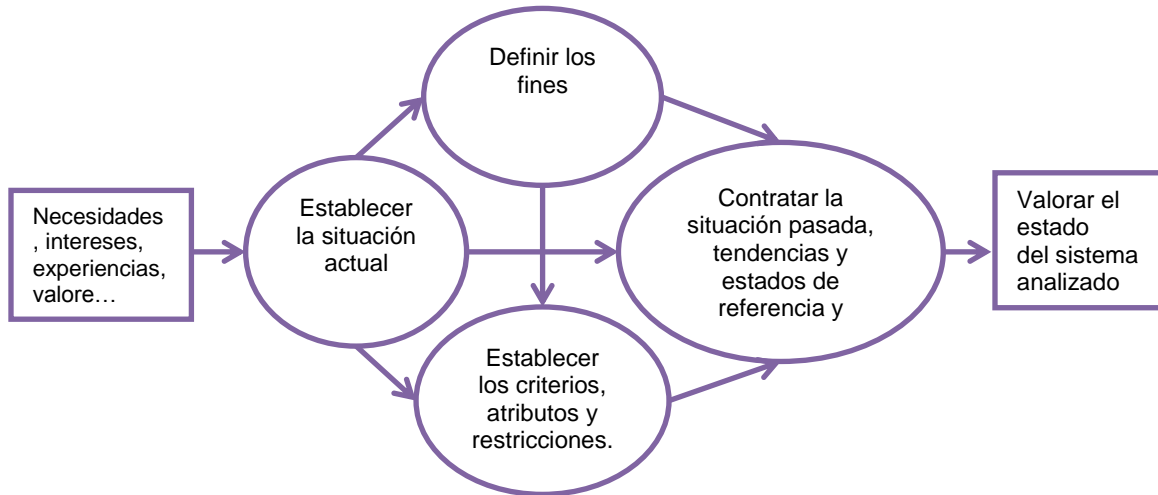 Necesidades
, intereses,
experiencias,
valore…
Establecer
la situación
actual
Definir los
fines
Establecer
los criterios,
atributos y
restricciones.
Contratar la
situación pasada,
tendencias y
estados de
referencia y
Valorar el
estado
del sistema
analizado